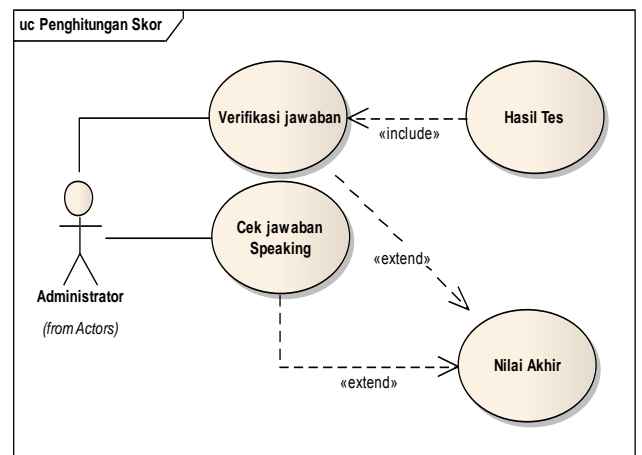 uc Penghitungan Skor
Verifikasi jawaban
«include»
Hasil Tes
Cek jawaban
Speaking
«extend»
Administrator
(from Actors)
Nilai Akhir
«extend»